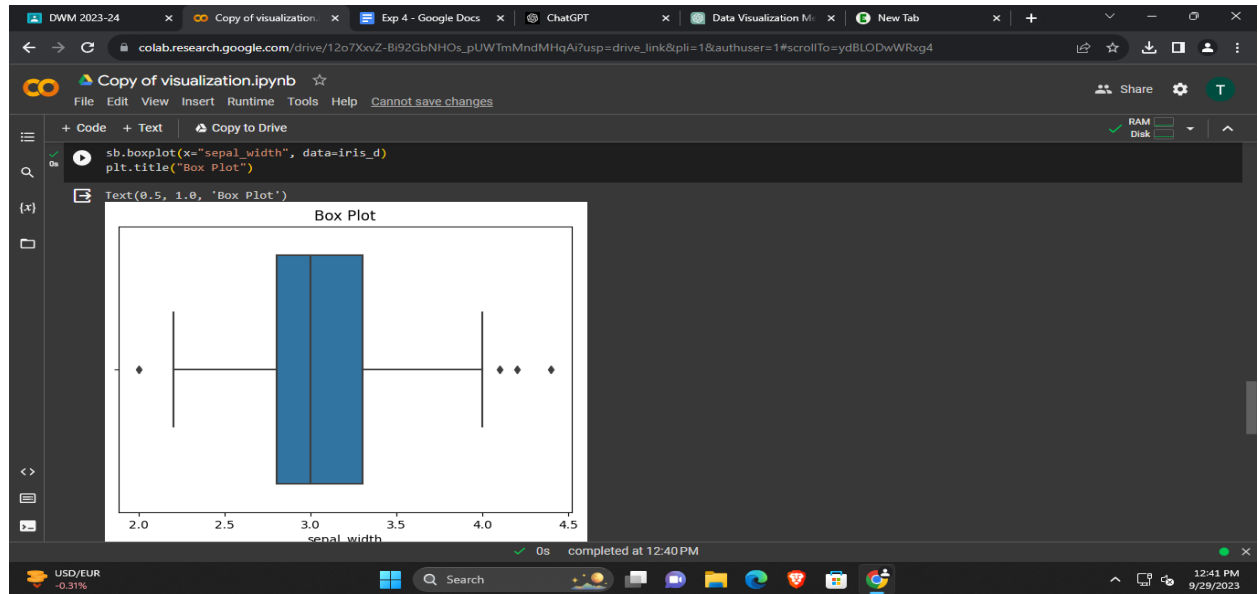 DWM 2023-24
Copy of visualization.
Exp 4 - Google Docs
ChatGPT
Data Visualization Me
New Tab
colab.research.google.com/drive/12o7XxvZ-Bi92GbNHOs_pUWTmMndMHqAi?usp=drive_link&pli=1&authuser=1#scrollTo=ydBLODwWRxg4
CO
Copy of visualization.ipynb
Share
T
File Edit View Insert Runtime Tools Help Cannot save changes
+ Code + Text Copy to Drive
RAM
Disk
0s
sb.boxplot(x="sepal_width", data=iris_d)
plt.title("Box Plot")
Text(0.5, 1.0, 'Box Plot')
{x}
Box Plot
2.0 2.5 3.0 3.5 4.0 4.5
sepal_width
0s completed at 12:40 PM
USD/EUR
-0.31%
Search
12:41 PM
9/29/2023